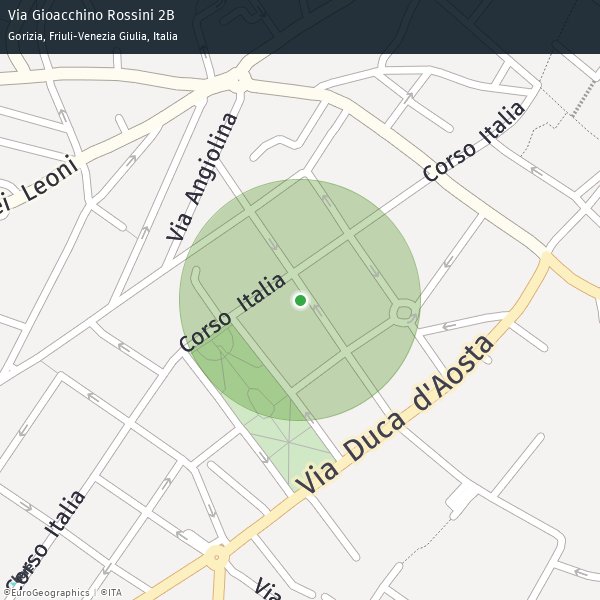 Via Gioacchino Rossini 2B
Gorizia, Friuli-Venezia Giulia, Italia
Via Angiolina
Corso Italia
ei Leoni
Corso Italia
Via Duca d'Aosta
Corso Italia
Via
©EuroGeographics | ©ITA